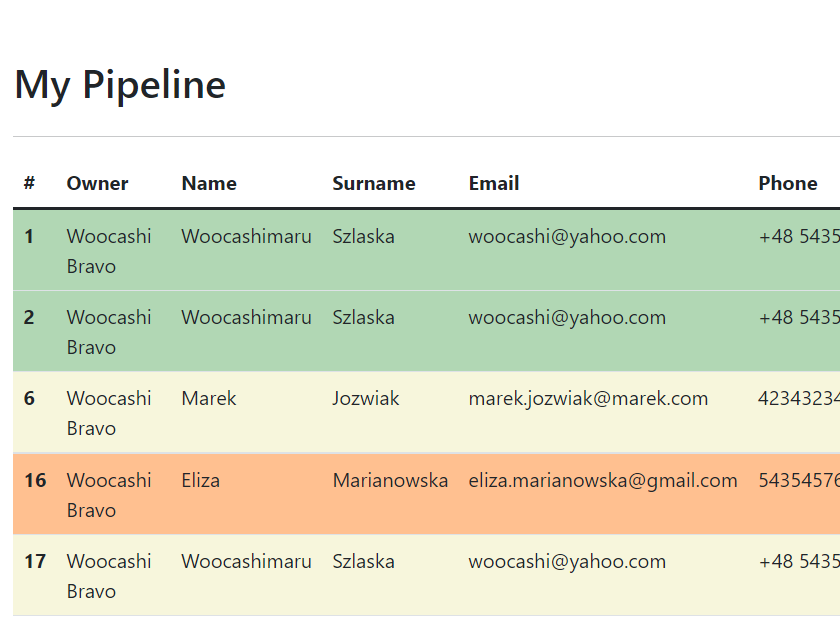 My Pipeline
# Owner Name Surname Email Phone
1 Woocashi Woocashimaru Szlaska woocashi@yahoo.com +48 5435
Bravo
2 Woocashi Woocashimaru Szlaska woocashi@yahoo.com +48 5435
Bravo
6 Woocashi Marek Jozwiak marek.jozwiak@marek.com 42343234
Bravo
16 Woocashi Eliza Marianowska eliza.marianowska@gmail.com 54354576
Bravo
17 Woocashi Woocashimaru Szlaska woocashi@yahoo.com +48 5435
Bravo